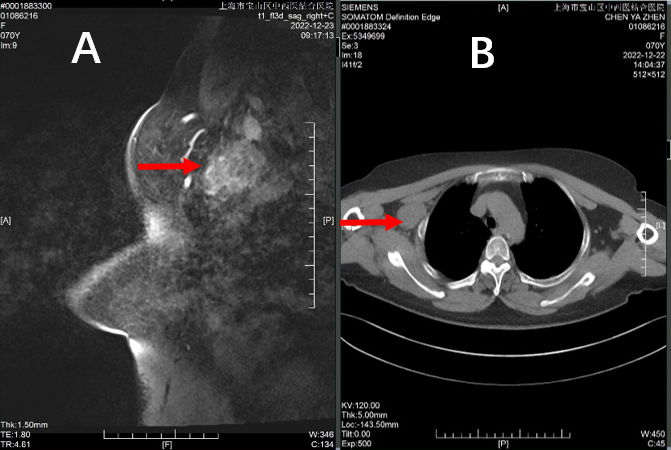 #0001883300
01086216
F
070Y
Im:9
上海市宝山区中西医结合医院
t1_fl3d_sag_right+C
2022-12-23
09:17:13
A
[A]
[P]
Thk:1.50mm
TE:1.80
TR:4.61
[F]
W:346
C:134
SIEMENS
SOMATOM Definition Edge
#0001883324
Ex:5349699
Se:3
Im:18
I41f2
[A]
上海市宝山区中西医结合医院
CHEN YA ZHEN
01086216
F
070Y
2022-12-22
14:04:37
512×512
B
[L]
KV:120.00
Thk:5.00mm
Loc:-143.50mm
Tilt:0.00
Exp:500
[P]
W:450
C:45